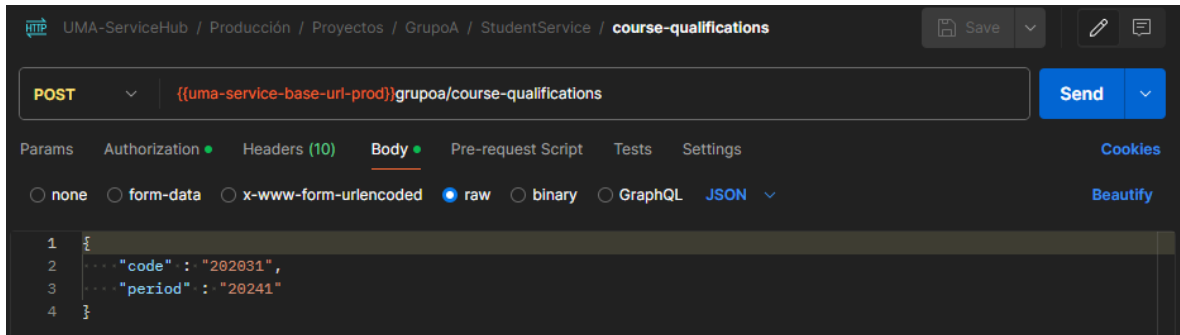 HTTP UMA-ServiceHub / Producción / Proyectos / GrupoA / StudentService / course-qualifications Save
POST {{uma-service-base-url-prod}}grupoa/course-qualifications Send
Params Authorization Headers (10) Body Pre-request Script Tests Settings Cookies
none form-data x-www-form-urlencoded raw binary GraphQL JSON Beautify
1 {
2 "code" : "202031",
3 "period" : "20241"
4 }